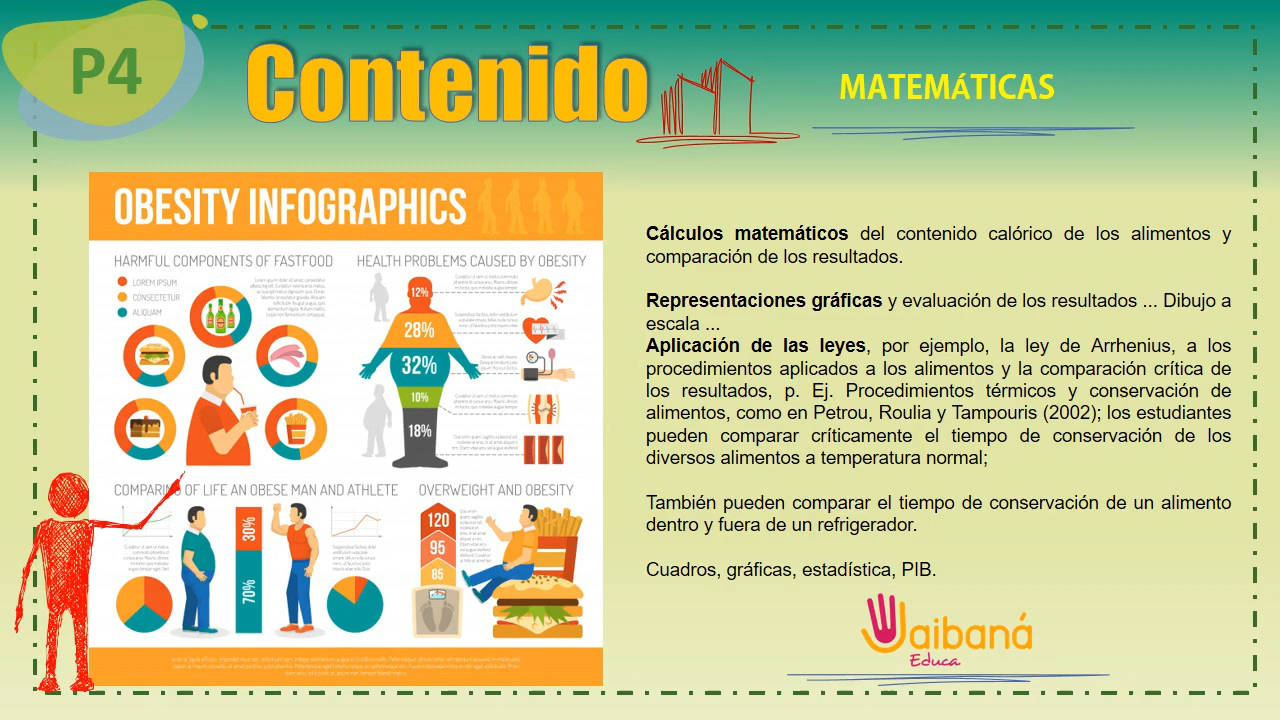 P4
Contenido
MATEMáTICAS
OBESITY INFOGRAPHICS
HARMFUL COMPONENTS OF FASTFOOD
LOREM IPSUM
CONSECTETUR
ALIQUAM
HEALTH PROBLEMS CAUSED BY OBESITY
12%
28%
32%
10%
18%
COMPARING OF LIFE AN OBESE MAN AND ATHLETE
30%
70%
OVERWEIGHT AND OBESITY
120
95
85
Cálculos matemáticos del contenido calórico de los alimentos y
comparación de los resultados.
Representaciones gráficas y evaluación de los resultados ... Dibujo a
escala ...
Aplicación de las leyes, por ejemplo, la ley de Arrhenius, a los
procedimientos aplicados a los alimentos y la comparación crítica de
los resultados, p. Ej. Procedimientos térmicos y conservación de
alimentos, como en Petrou, Roulia y Tampouris (2002); los estudiantes
pueden comparar críticamente el tiempo de conservación de los
diversos alimentos a temperatura normal;
También pueden comparar el tiempo de conservación de un alimento
dentro y fuera de un refrigerador.
Cuadros, gráficas, estadística, PIB.
Waibaná
Educa